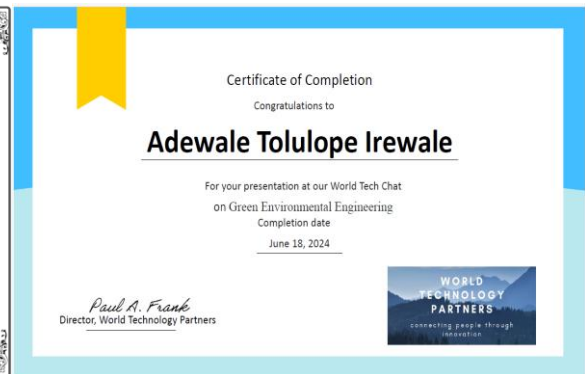 Certificate of Completion
Congratulations to
Adewale Tolulope Irewale
For your presentation at our World Tech Chat
on Green Environmental Engineering
Completion date
June 18, 2024
Paul A. Frank
Director, World Technology Partners
WORLD
TECHNOLOGY
PARTNERS
connecting people through
innovation